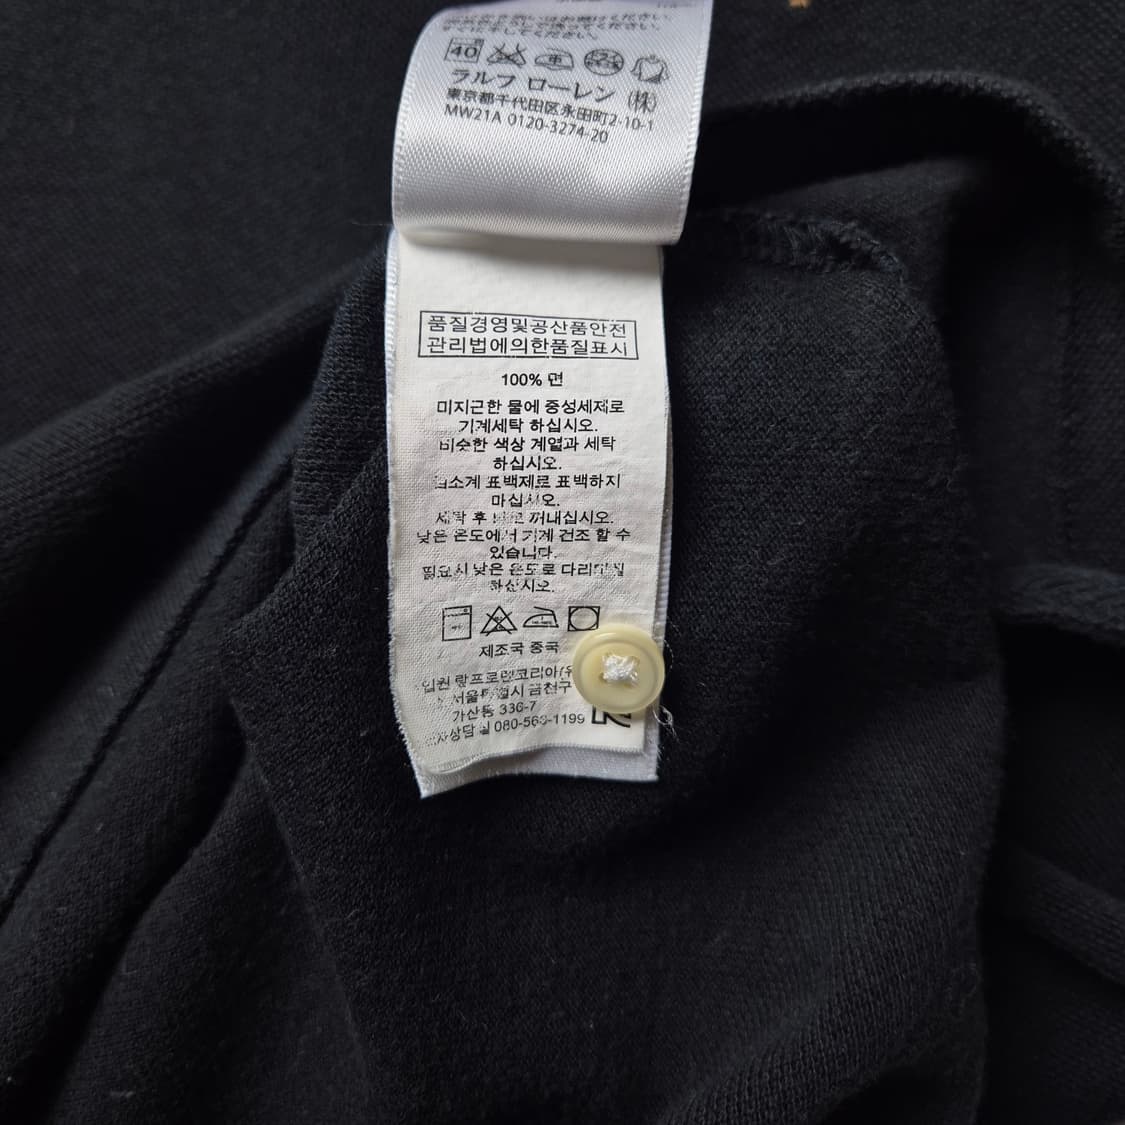 40
ラルフ ローレン (株)
東京都千代田区永田町2-10-1
MW21A 0120-3274-20
품질경영및공산품안전
관리법에의한품질표시
100% 면
미지근한 물에 중성세제로
기계세탁 하십시오.
비슷한 색상 계열과 세탁
하십시오.
표백제로 표백하지
마십시오.
세탁 후 바로 꺼내십시오.
낮은 온도에서 기계 건조 할 수
있습니다.
필요시 낮은 온도로 다리미질
하십시오.
제조국 중국
서울특별시 금천구
가산동 336-7